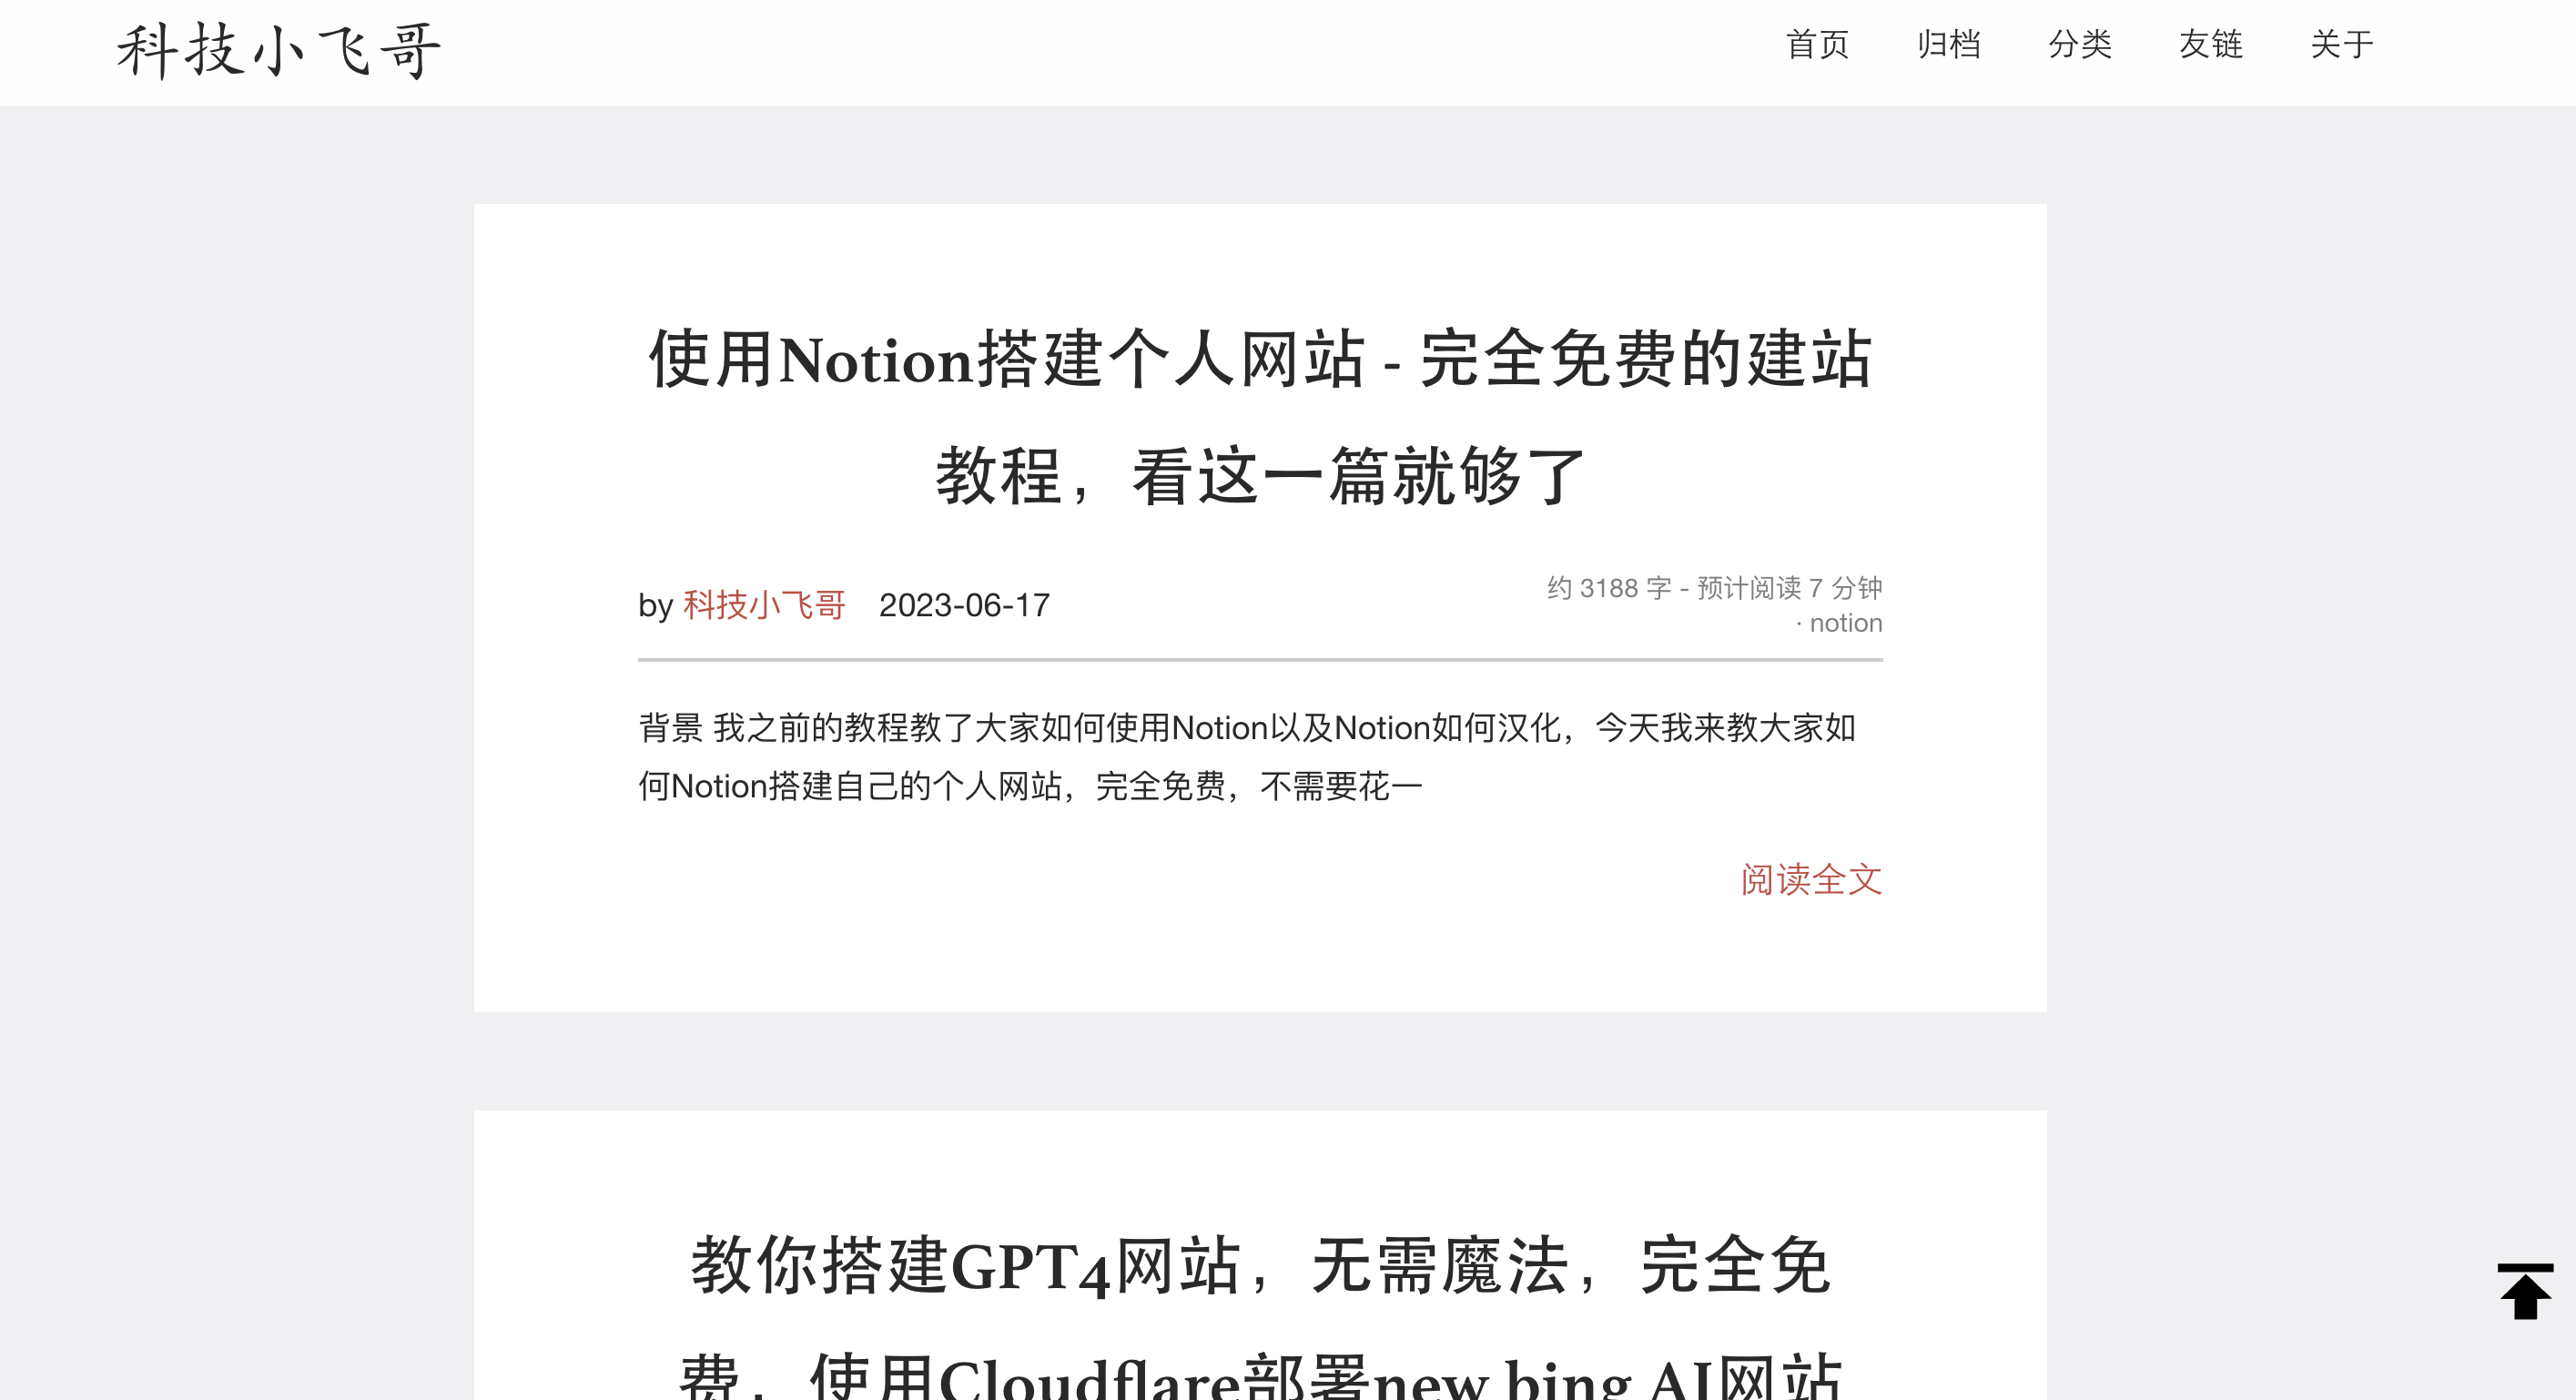 科技小飞哥
首页 归档 分类 友链 关于
使用Notion搭建个人网站 - 完全免费的建站
教程，看这一篇就够了
by 科技小飞哥 2023-06-17
约 3188 字 - 预计阅读 7 分钟
· notion
背景 我之前的教程教了大家如何使用Notion以及Notion如何汉化，今天我来教大家如
何Notion搭建自己的个人网站，完全免费，不需要花一
阅读全文
教你搭建GPT4网站，无需魔法，完全免
费，使用Cloudflare部署new bing AI网站